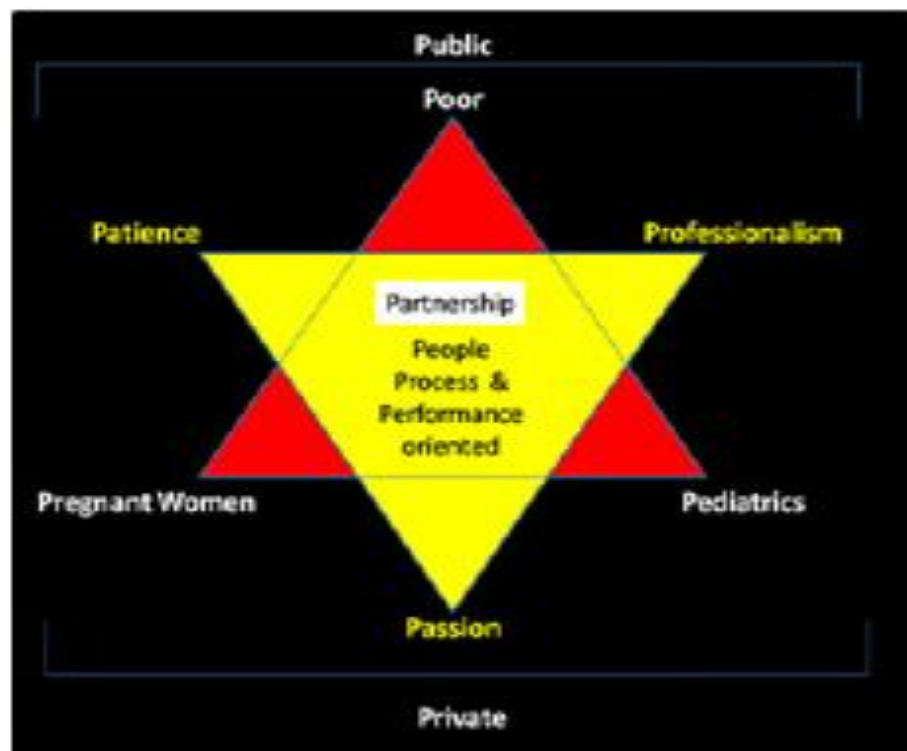 Public
Poor
Patience
Professionalism
Partnership
People
Process &
Performance
oriented
Pregnant Women
Pediatrics
Passion
Private